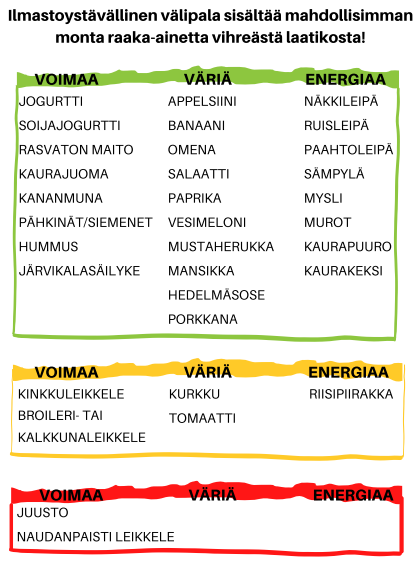 Ilmastoystävällinen välipala sisältää mahdollisimman
monta raaka-ainetta vihreästä laatikosta!
VOIMAA VÄRIÄ ENERGIAA
JOGURTTI APPELSIINI NÄKKILEIPÄ
SOIJAJOGURTTI BANAANI RUISLEIPÄ
RASVATON MAITO OMENA PAAHTOLEIPÄ
KAURAJUOMA SALAATTI SÄMPYLÄ
KANANMUNA PAPRIKA MYSLI
PÄHKINÄT/SIEMENET VESIMELONI MUROT
HUMMUS MUSTAHERUKKA KAURAPUURO
JÄRVIKALASÄILYKE MANSIKKA KAURAKEKSI
HEDELMÄSOSE
PORKKANA
VOIMAA VÄRIÄ ENERGIAA
KINKKULEIKKELE KURKKU RIISIPIIRAKKA
BROILERI- TAI TOMAATTI
KALKKUNALEIKKELE
VOIMAA VÄRIÄ ENERGIAA
JUUSTO
NAUDANPAISTI LEIKKELE